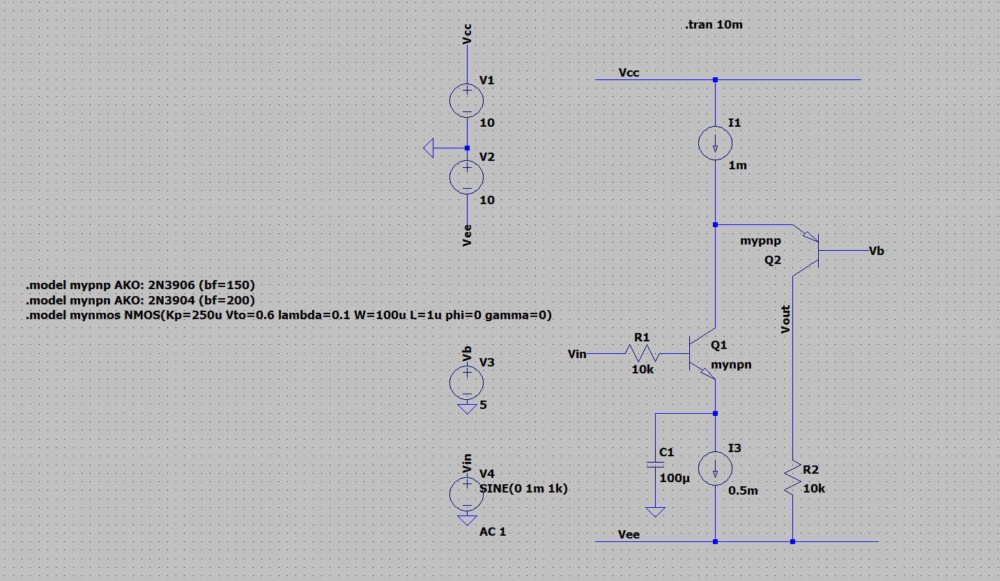 .tran 10m
Vcc
V1
10
V2
10
Vee
Vcc
I1
1m
mypnp
Q2
Vb
.model mypnp AKO: 2N3906 (bf=150)
.model mynpn AKO: 2N3904 (bf=200)
.model mynmos NMOS(Kp=250u Vto=0.6 lambda=0.1 W=100u L=1u phi=0 gamma=0)
Vout
Vb
V3
5
Vin
R1
10k
Q1
mynpn
Vin
V4
SINE(0 1m 1k)
AC 1
C1
100µ
I3
0.5m
R2
10k
Vee